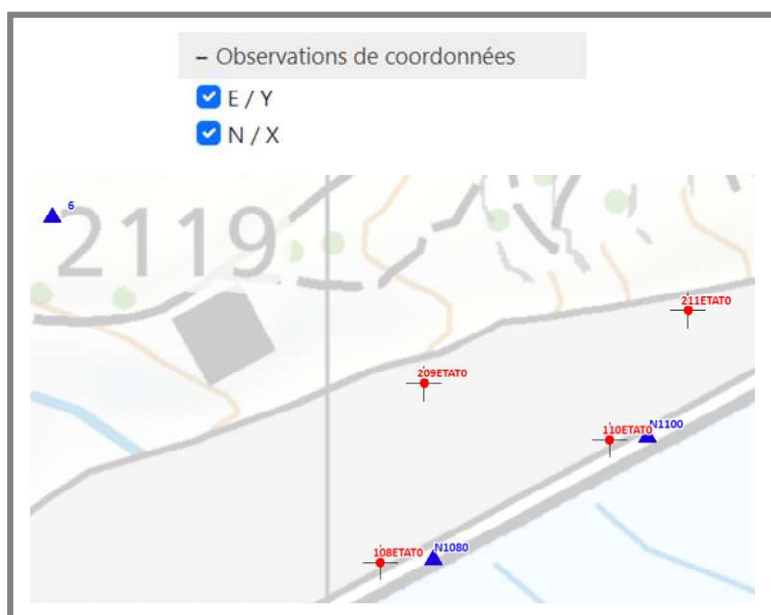 – Observations de coordonnées
E / Y
N / X
6
2119
211ETAT0
209ETAT0
110ETAT0
N1100
108ETAT0
N1080